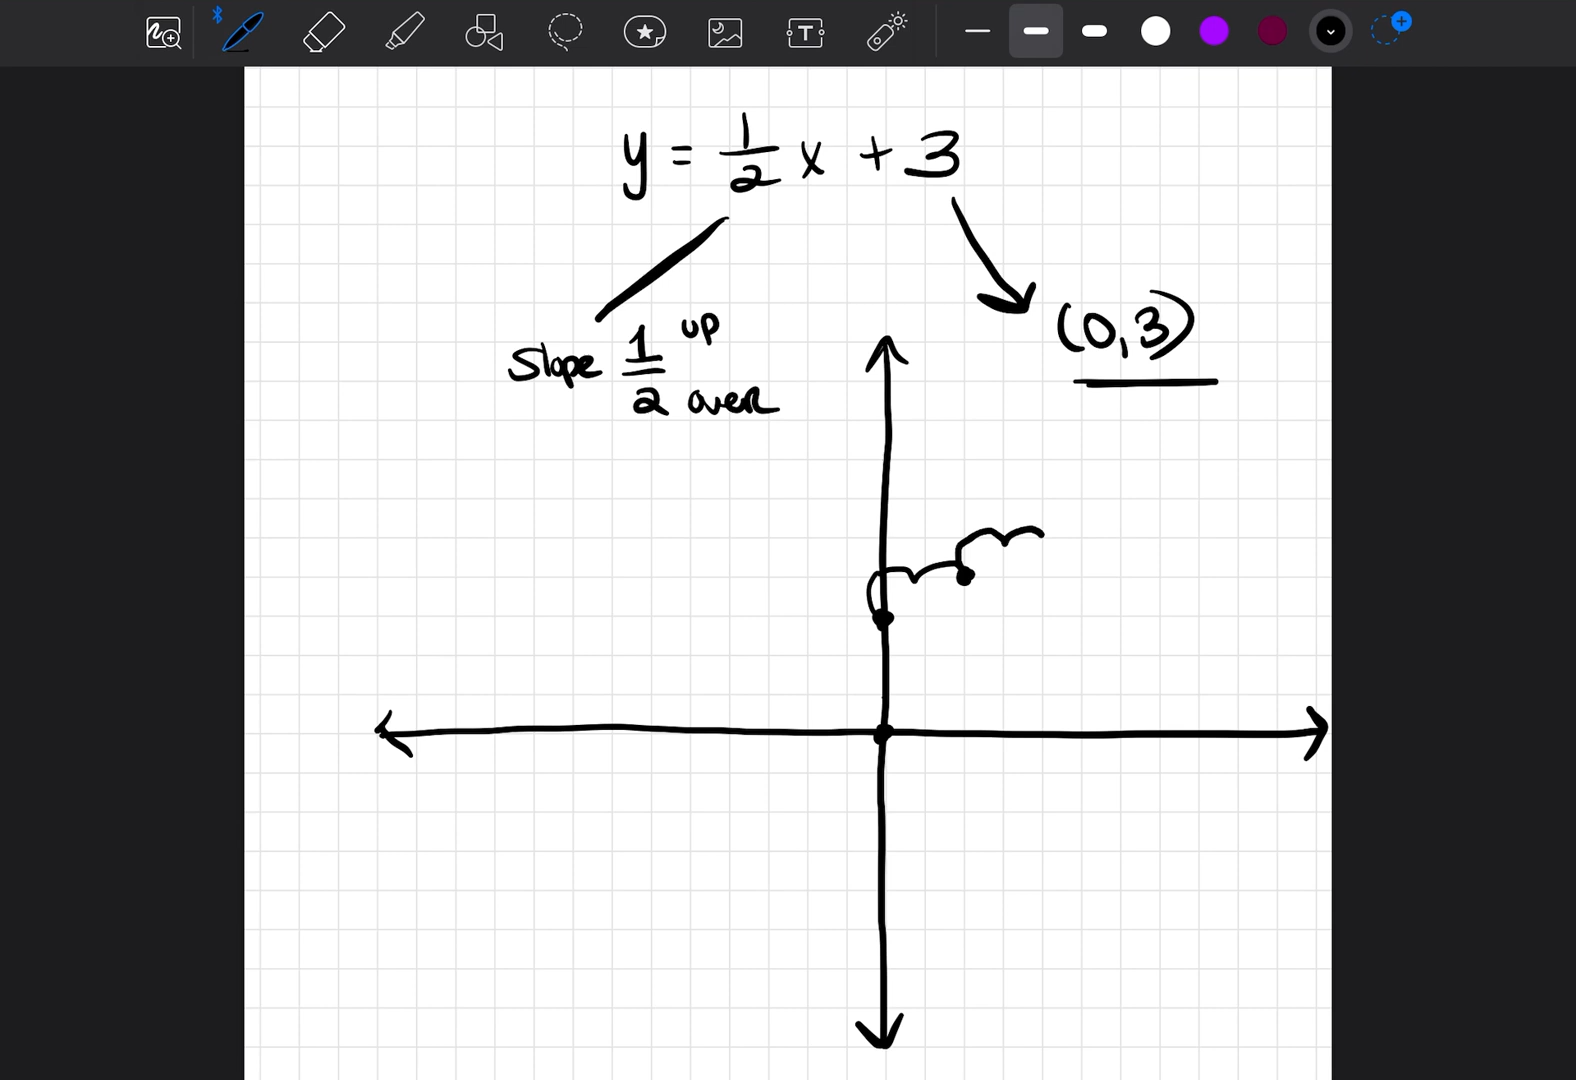 y = 1/2 x + 3
(0,3)
Slope 1/2 up
over